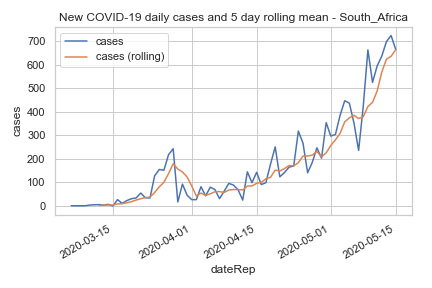 New COVID-19 daily cases and 5 day rolling mean - South_Africa
cases
cases (rolling)
700
600
500
400
300
200
100
0
cases
2020-03-15
2020-04-01
2020-04-15
2020-05-01
2020-05-15
dateRep